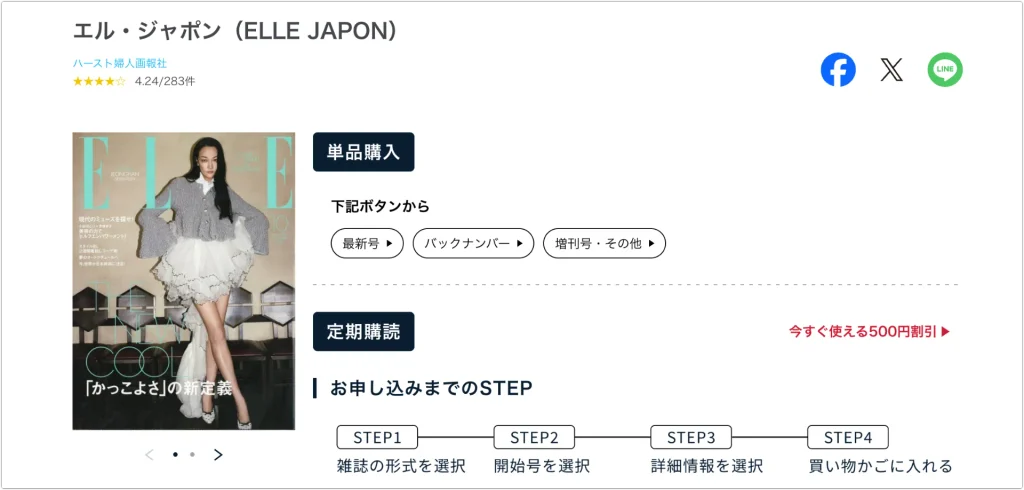 エル・ジャポン（ELLE JAPON）
ハースト婦人画報社
★★★★☆ 4.24/283件
LINE
ELLE
「かっこよさ」の新定義
単品購入
下記ボタンから
最新号 ▶
バックナンバー ▶
増刊号・その他 ▶
定期購読
今すぐ使える500円割引 ▶
お申し込みまでのSTEP
STEP1
STEP2
STEP3
STEP4
雑誌の形式を選択
開始号を選択
詳細情報を選択
買い物かごに入れる